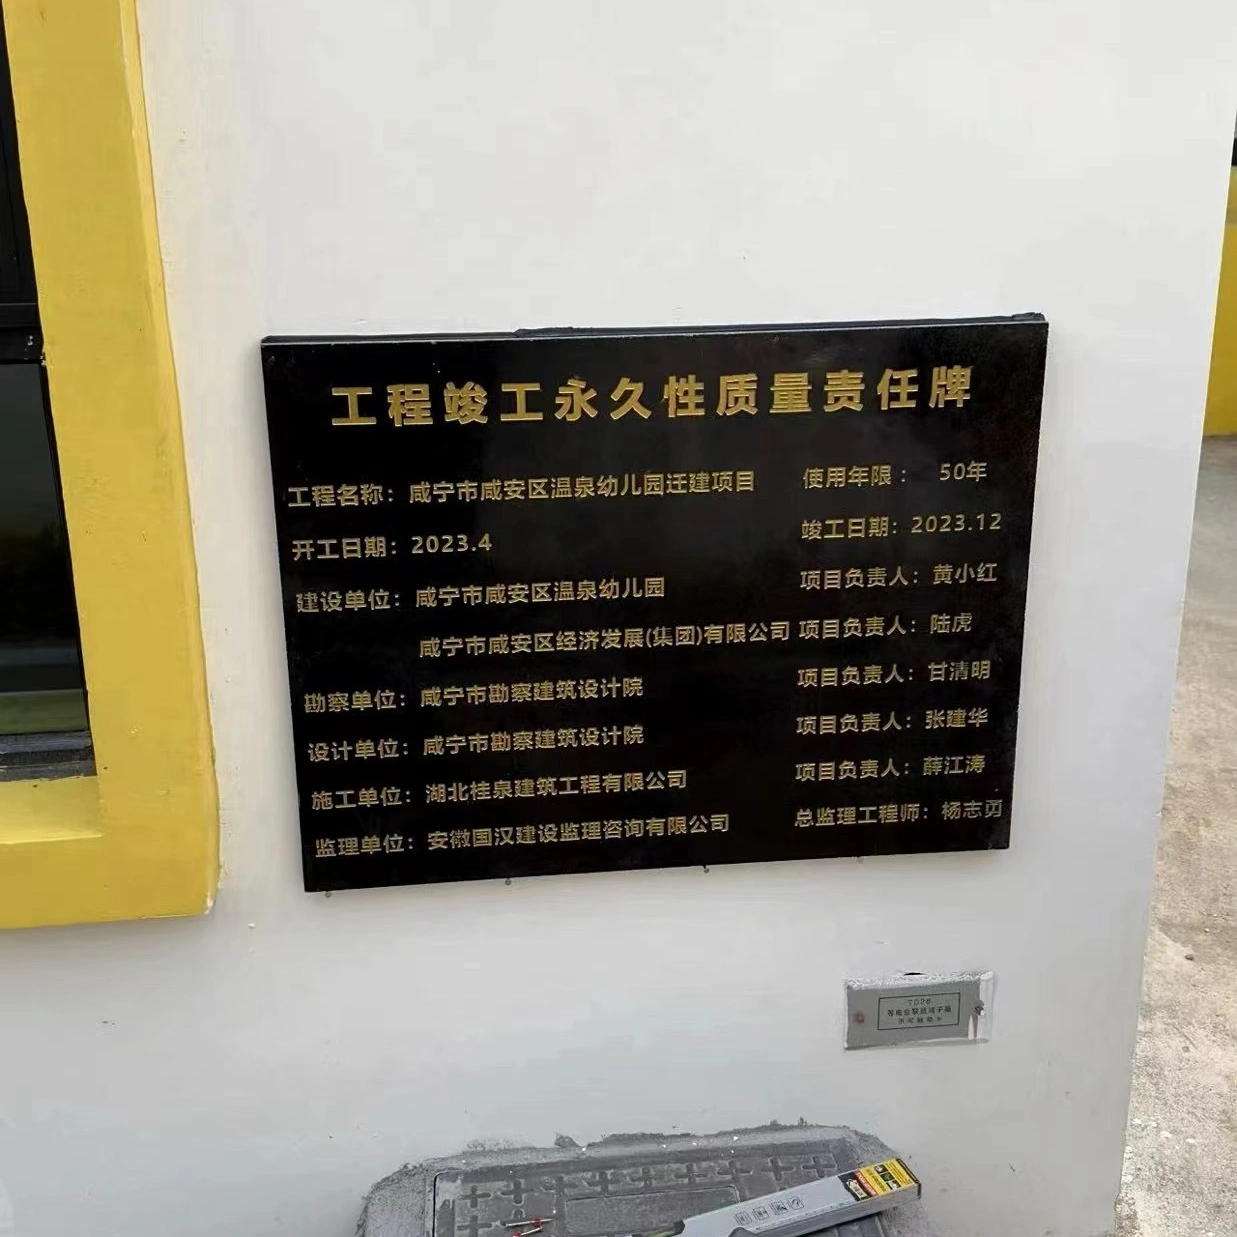 工程竣工永久性质量责任牌
工程名称：咸宁市咸安区温泉幼儿园迁建项目 使用年限： 50年
开工日期：2023.4 竣工日期：2023.12
建设单位：咸宁市咸安区温泉幼儿园 项目负责人：黄小红
咸宁市咸安区经济发展(集团)有限公司 项目负责人：陆虎
勘察单位：咸宁市勘察建筑设计院 项目负责人：甘清明
设计单位：咸宁市勘察建筑设计院 项目负责人：张建华
施工单位：湖北桂泉建筑工程有限公司 项目负责人：薛江涛
监理单位：安徽国汉建设监理咨询有限公司 总监理工程师：杨志勇
TD28
等电位联结端子箱